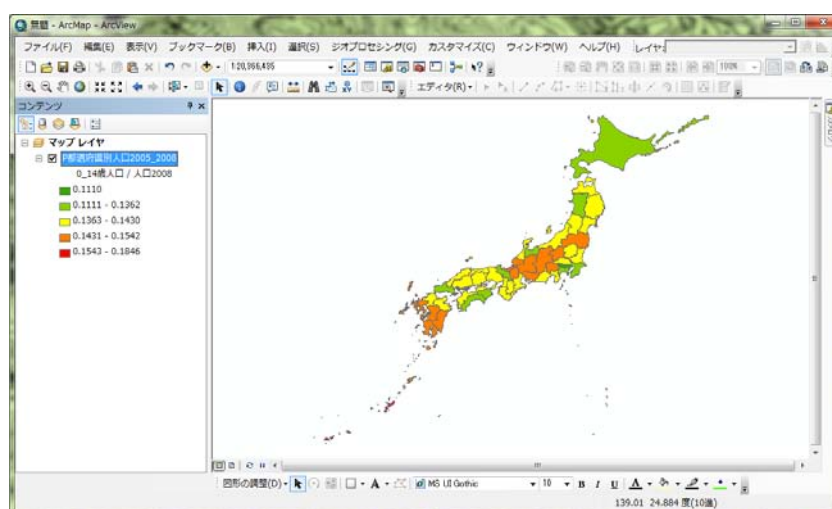 無題 - ArcMap - ArcView
ファイル(F) 編集(E) 表示(V) ブックマーク(B) 挿入(I) 選択(S) ジオプロセシング(G) カスタマイズ(C) ウィンドウ(W) ヘルプ(H) レイヤ:
1:20,366,435 100%
エディタ(R)
コンテンツ
マップ レイヤ
P都道府県別人口2005_2008
0_14歳人口 / 人口2008
0.1110
0.1111 - 0.1362
0.1363 - 0.1430
0.1431 - 0.1542
0.1543 - 0.1846
図形の調整(D) A MS UI Gothic 10 B I U A
139.01 24.884 度(10進)